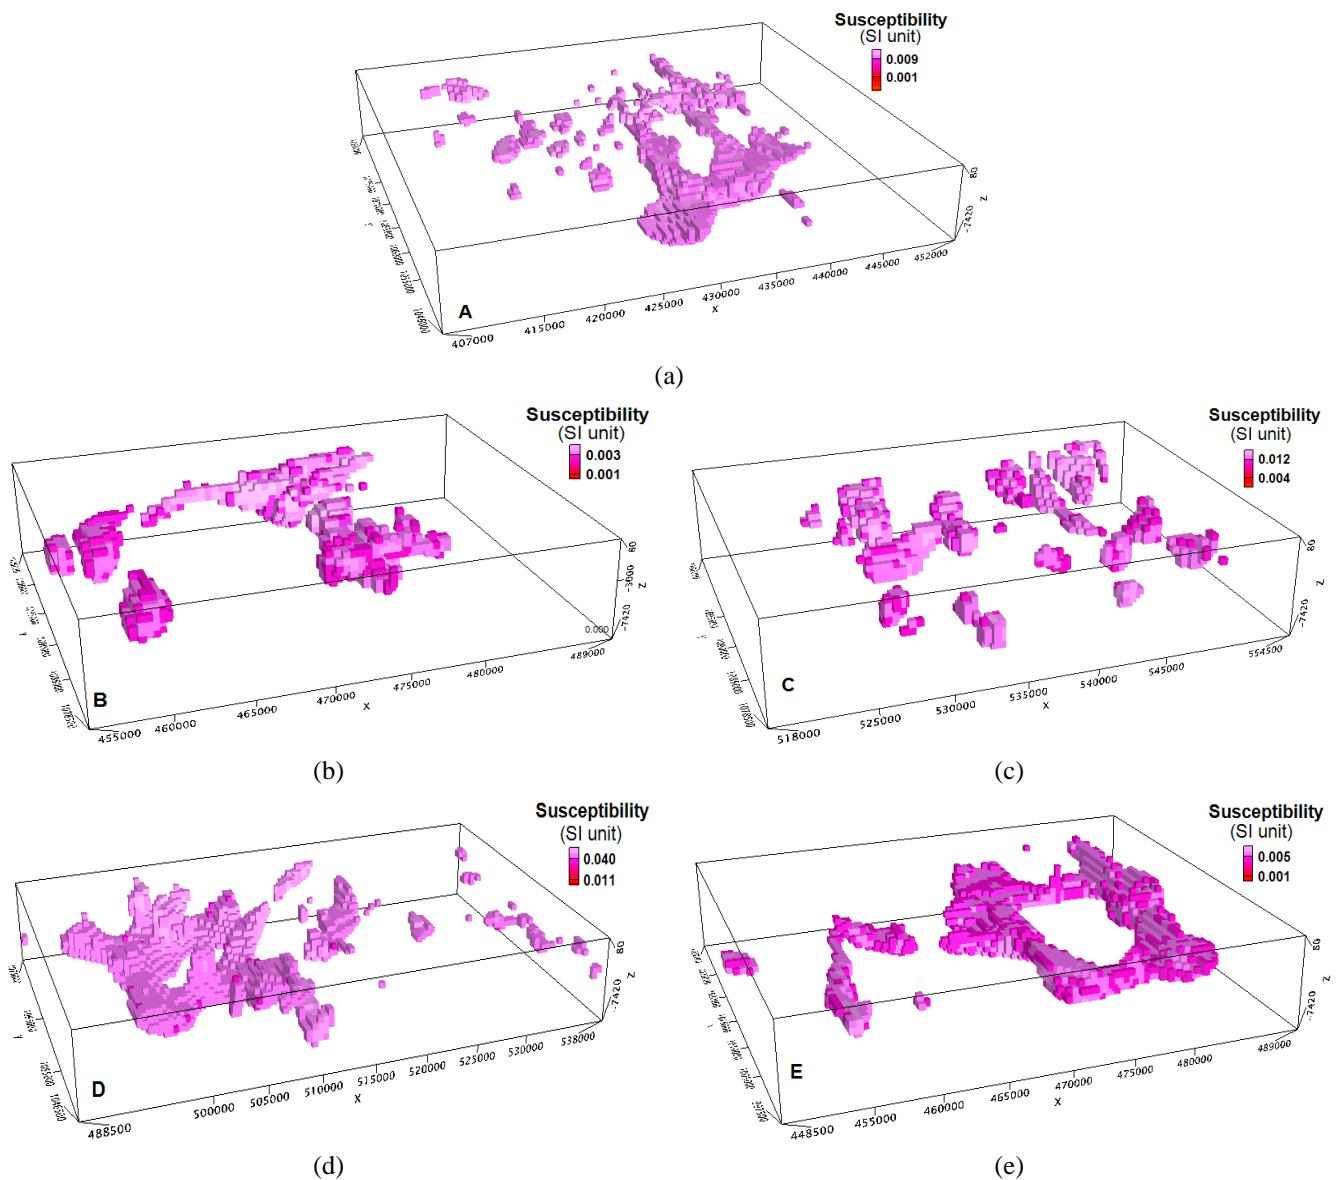 Susceptibility
(SI unit)
0.009
0.001
80
Z
-7420
A
407000
415000
420000
425000
430000
435000
440000
445000
452000
X
(a)
Susceptibility
(SI unit)
0.003
0.001
80
-3000
Z
-7420
0.000
B
455000
460000
465000
470000
475000
480000
489000
X
(b)
Susceptibility
(SI unit)
0.012
0.004
80
Z
-7420
C
518000
525000
530000
535000
540000
545000
554500
X
(c)
Susceptibility
(SI unit)
0.040
0.011
80
Z
-7420
D
488500
500000
505000
510000
515000
520000
525000
530000
538000
X
(d)
Susceptibility
(SI unit)
0.005
0.001
80
Z
-7420
E
448500
455000
460000
465000
470000
475000
480000
489000
X
(e)